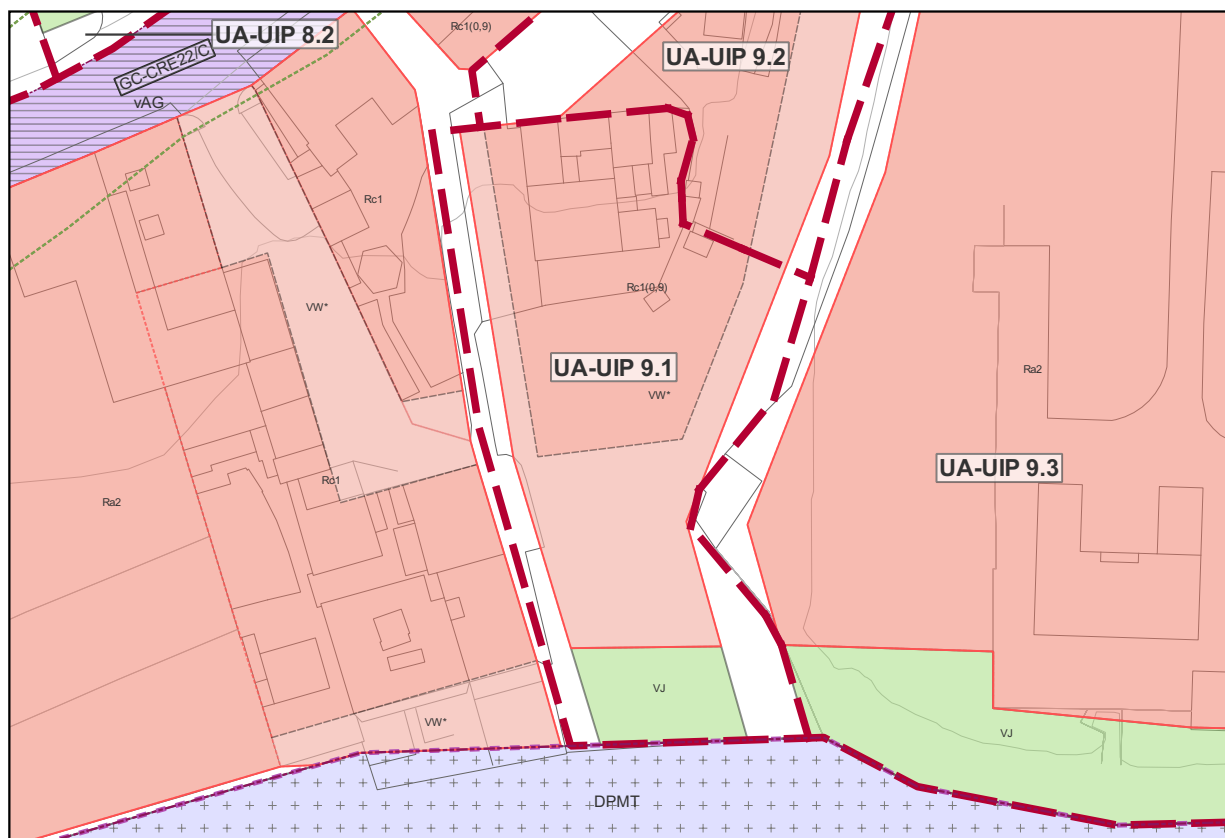 Rc1(0,9)
UA-UIP 8.2
UA-UIP 9.2
GC-CRE22/C
vAG
Rc1
Rc1(0,9)
VW*
UA-UIP 9.1
Ra2
VW*
UA-UIP 9.3
Rc1
Ra2
VJ
VW*
VJ
DPMT